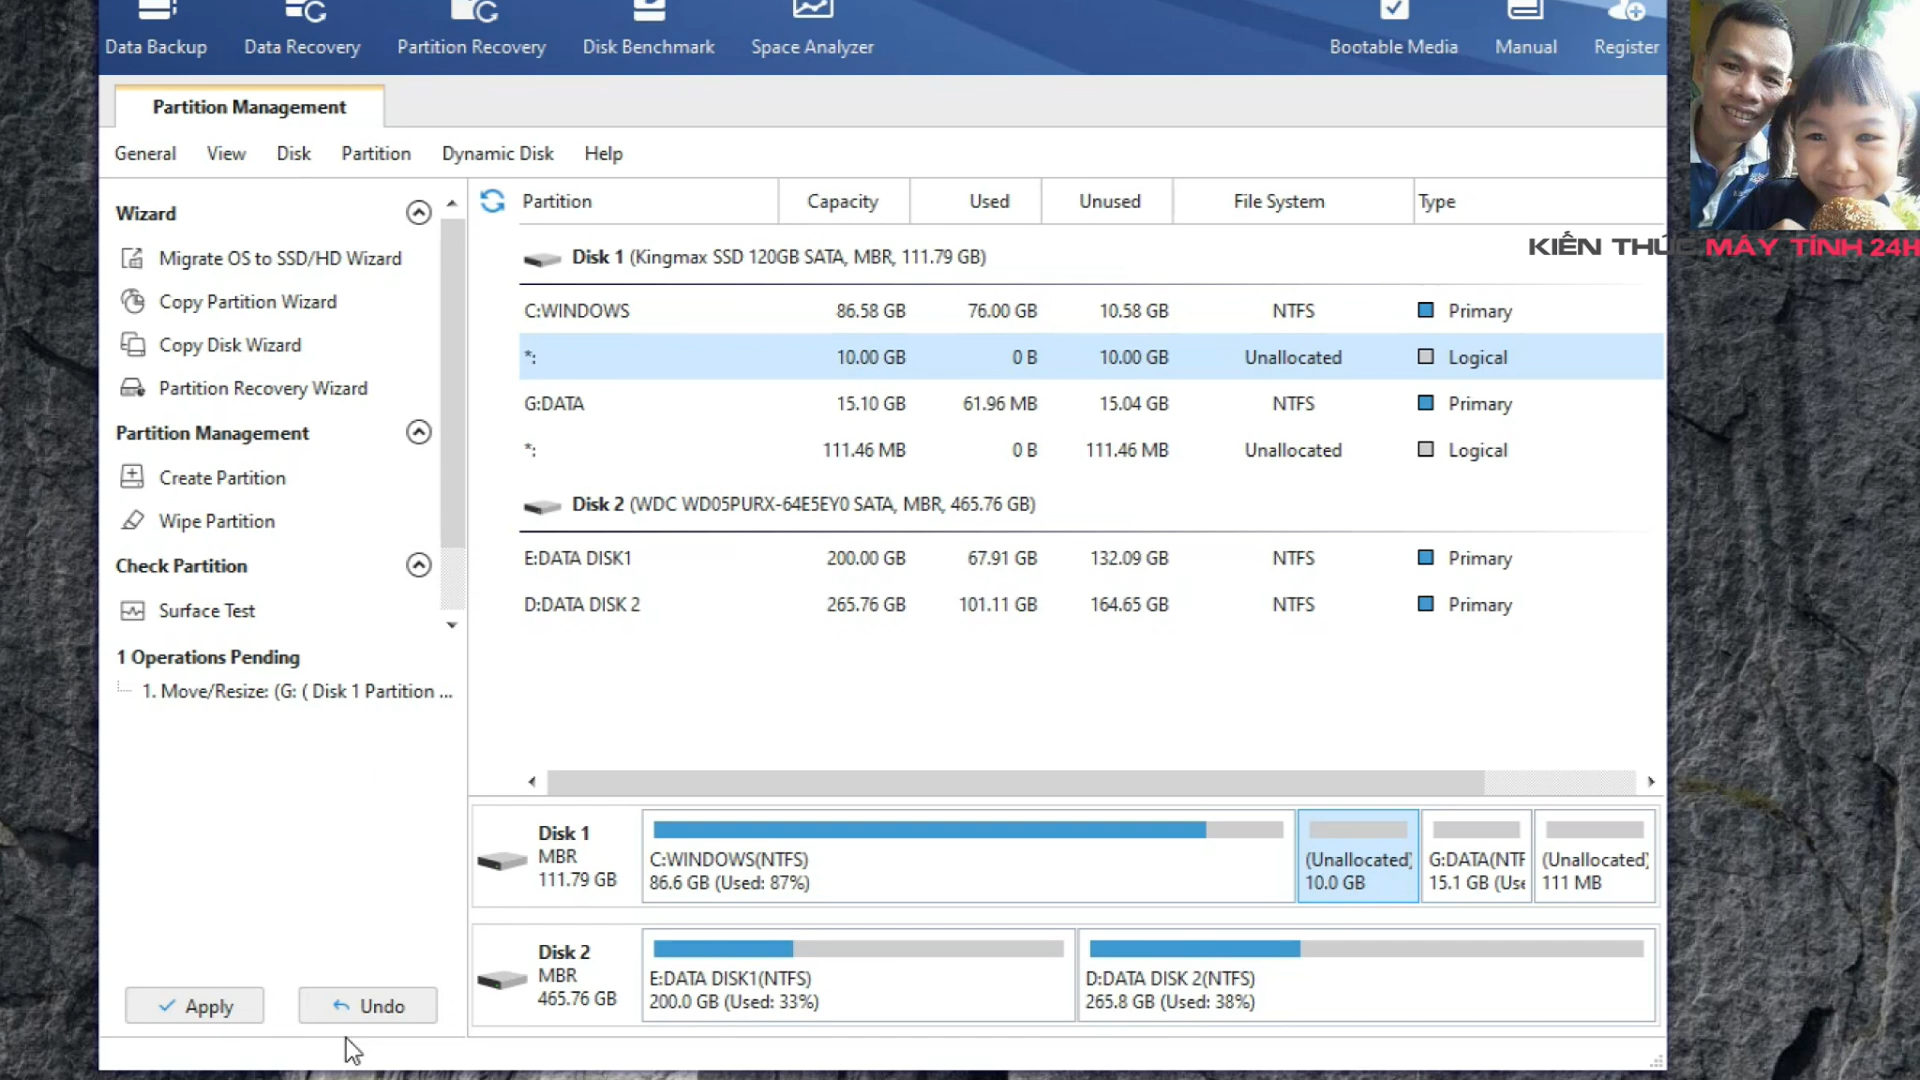 Data Backup
Data Recovery
Partition Recovery
Disk Benchmark
Space Analyzer
Bootable Media
Manual
Register
Partition Management
General
View
Disk
Partition
Dynamic Disk
Help
Wizard
Migrate OS to SSD/HD Wizard
Copy Partition Wizard
Copy Disk Wizard
Partition Recovery Wizard
Partition Management
Create Partition
Wipe Partition
Check Partition
Surface Test
1 Operations Pending
1. Move/Resize: (G: ( Disk 1 Partition ...
Apply
Undo
Partition Capacity Used Unused File System Type
KIẾN THỨC MÁY TÍNH 24H
Disk 1 (Kingmax SSD 120GB SATA, MBR, 111.79 GB)
C:WINDOWS 86.58 GB 76.00 GB 10.58 GB NTFS Primary
*: 10.00 GB 0 B 10.00 GB Unallocated Logical
G:DATA 15.10 GB 61.96 MB 15.04 GB NTFS Primary
*: 111.46 MB 0 B 111.46 MB Unallocated Logical
Disk 2 (WDC WD05PURX-64E5EY0 SATA, MBR, 465.76 GB)
E:DATA DISK1 200.00 GB 67.91 GB 132.09 GB NTFS Primary
D:DATA DISK 2 265.76 GB 101.11 GB 164.65 GB NTFS Primary
Disk 1
MBR
111.79 GB
C:WINDOWS(NTFS)
86.6 GB (Used: 87%)
(Unallocated)
10.0 GB
G:DATA(NTF
15.1 GB (Use
(Unallocated)
111 MB
Disk 2
MBR
465.76 GB
E:DATA DISK1(NTFS)
200.0 GB (Used: 33%)
D:DATA DISK 2(NTFS)
265.8 GB (Used: 38%)